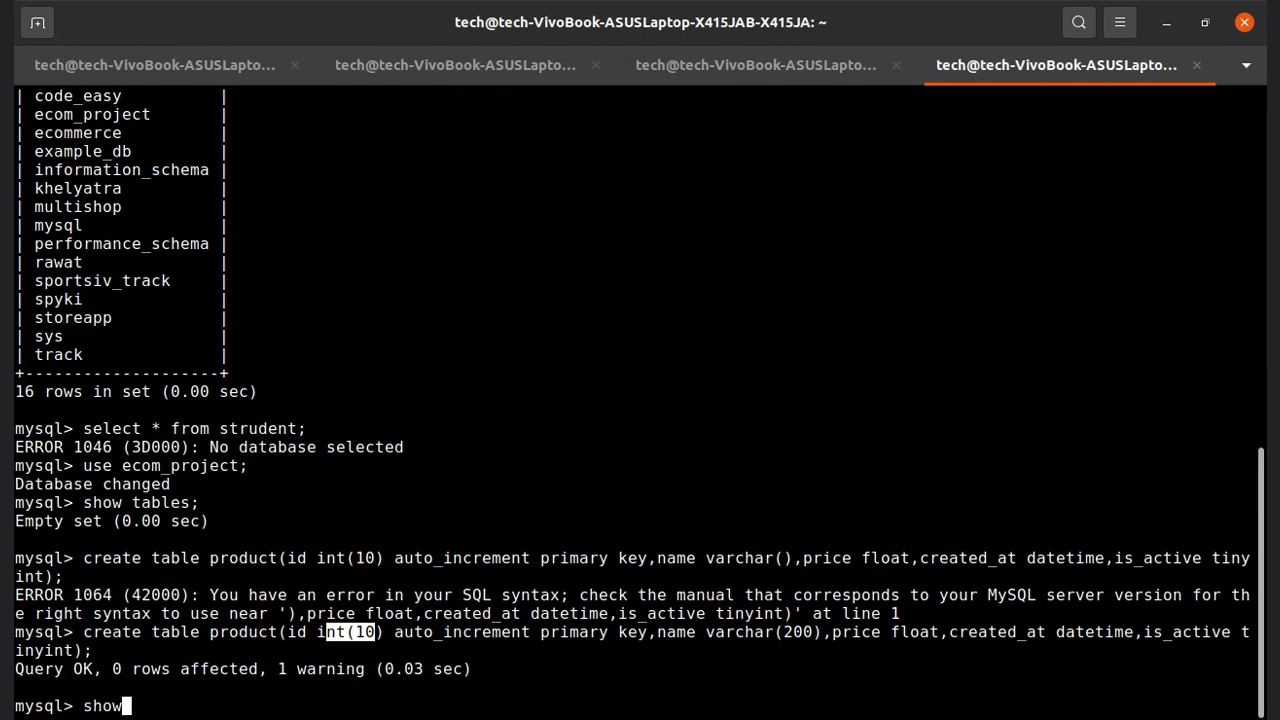 tech@tech-VivoBook-ASUSLaptop-X415JAB-X415JA: ~
tech@tech-VivoBook-ASUSLapto... × tech@tech-VivoBook-ASUSLapto... × tech@tech-VivoBook-ASUSLapto... × tech@tech-VivoBook-ASUSLapto... ×
| code_easy          |
| ecom_project       |
| ecommerce          |
| example_db         |
| information_schema |
| khelyatra          |
| multishop          |
| mysql              |
| performance_schema |
| rawat              |
| sportsiv_track     |
| spyki              |
| storeapp           |
| sys                |
| track              |
+--------------------+
16 rows in set (0.00 sec)
mysql> select * from strudent;
ERROR 1046 (3D000): No database selected
mysql> use ecom_project;
Database changed
mysql> show tables;
Empty set (0.00 sec)
mysql> create table product(id int(10) auto_increment primary key,name varchar(),price float,created_at datetime,is_active tiny
int);
ERROR 1064 (42000): You have an error in your SQL syntax; check the manual that corresponds to your MySQL server version for th
e right syntax to use near '),price float,created_at datetime,is_active tinyint)' at line 1
mysql> create table product(id int(10) auto_increment primary key,name varchar(200),price float,created_at datetime,is_active t
inyint);
Query OK, 0 rows affected, 1 warning (0.03 sec)
mysql> show